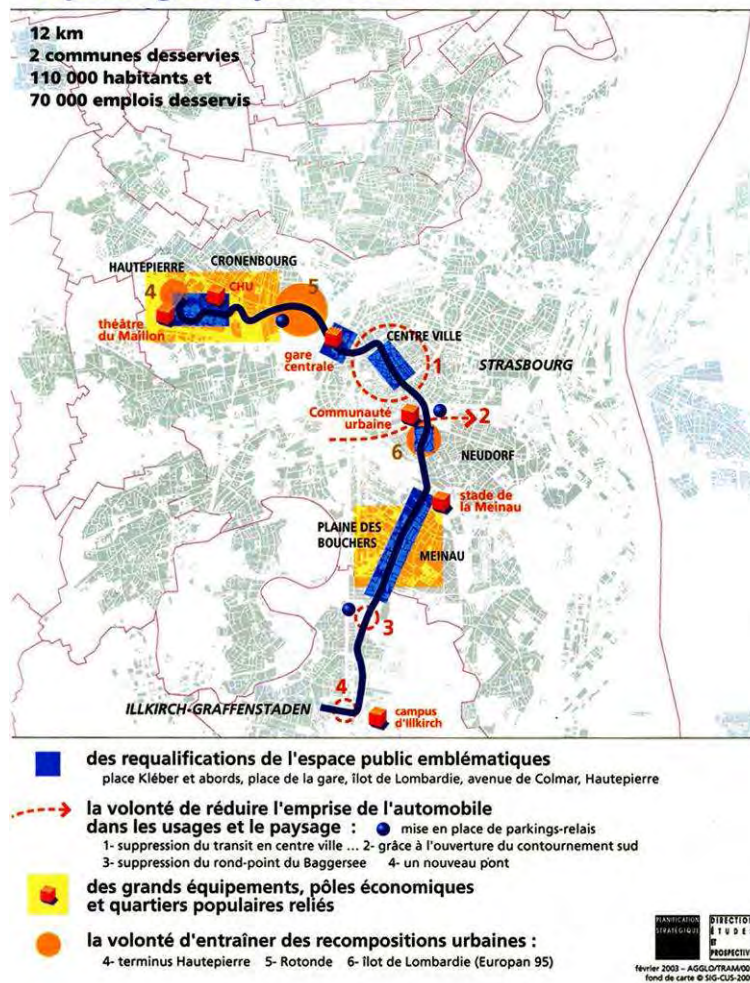 12 km
2 communes desservies
110 000 habitants et
70 000 emplois desservis
CRONENBOURG
HAUTEPIERRE
4
CHU
5
théâtre
du Maillon
gare
centrale
CENTRE VILLE
1
STRASBOURG
Communauté
urbaine
2
6
NEUDORF
stade de
la Meinau
PLAINE DES
BOUCHERS
MEINAU
3
4
ILLKIRCH-GRAFFENSTADEN
campus
d'Illkirch
des requalifications de l'espace public emblématiques
place Kléber et abords, place de la gare, îlot de Lombardie, avenue de Colmar, Hautepierre
la volonté de réduire l'emprise de l'automobile
dans les usages et le paysage : mise en place de parkings-relais
1- suppression du transit en centre ville ... 2- grâce à l'ouverture du contournement sud
3- suppression du rond-point du Baggersee 4- un nouveau pont
des grands équipements, pôles économiques
et quartiers populaires reliés
la volonté d'entraîner des recompositions urbaines :
4- terminus Hautepierre 5- Rotonde 6- îlot de Lombardie (Europan 95)
PLANIFICATION
STRATÉGIQUE
DIRECTION
ÉTUDES
ET
PROSPECTIVE
février 2003 – AGGLO/TRAM/00
fond de carte © SIG-CUS-200